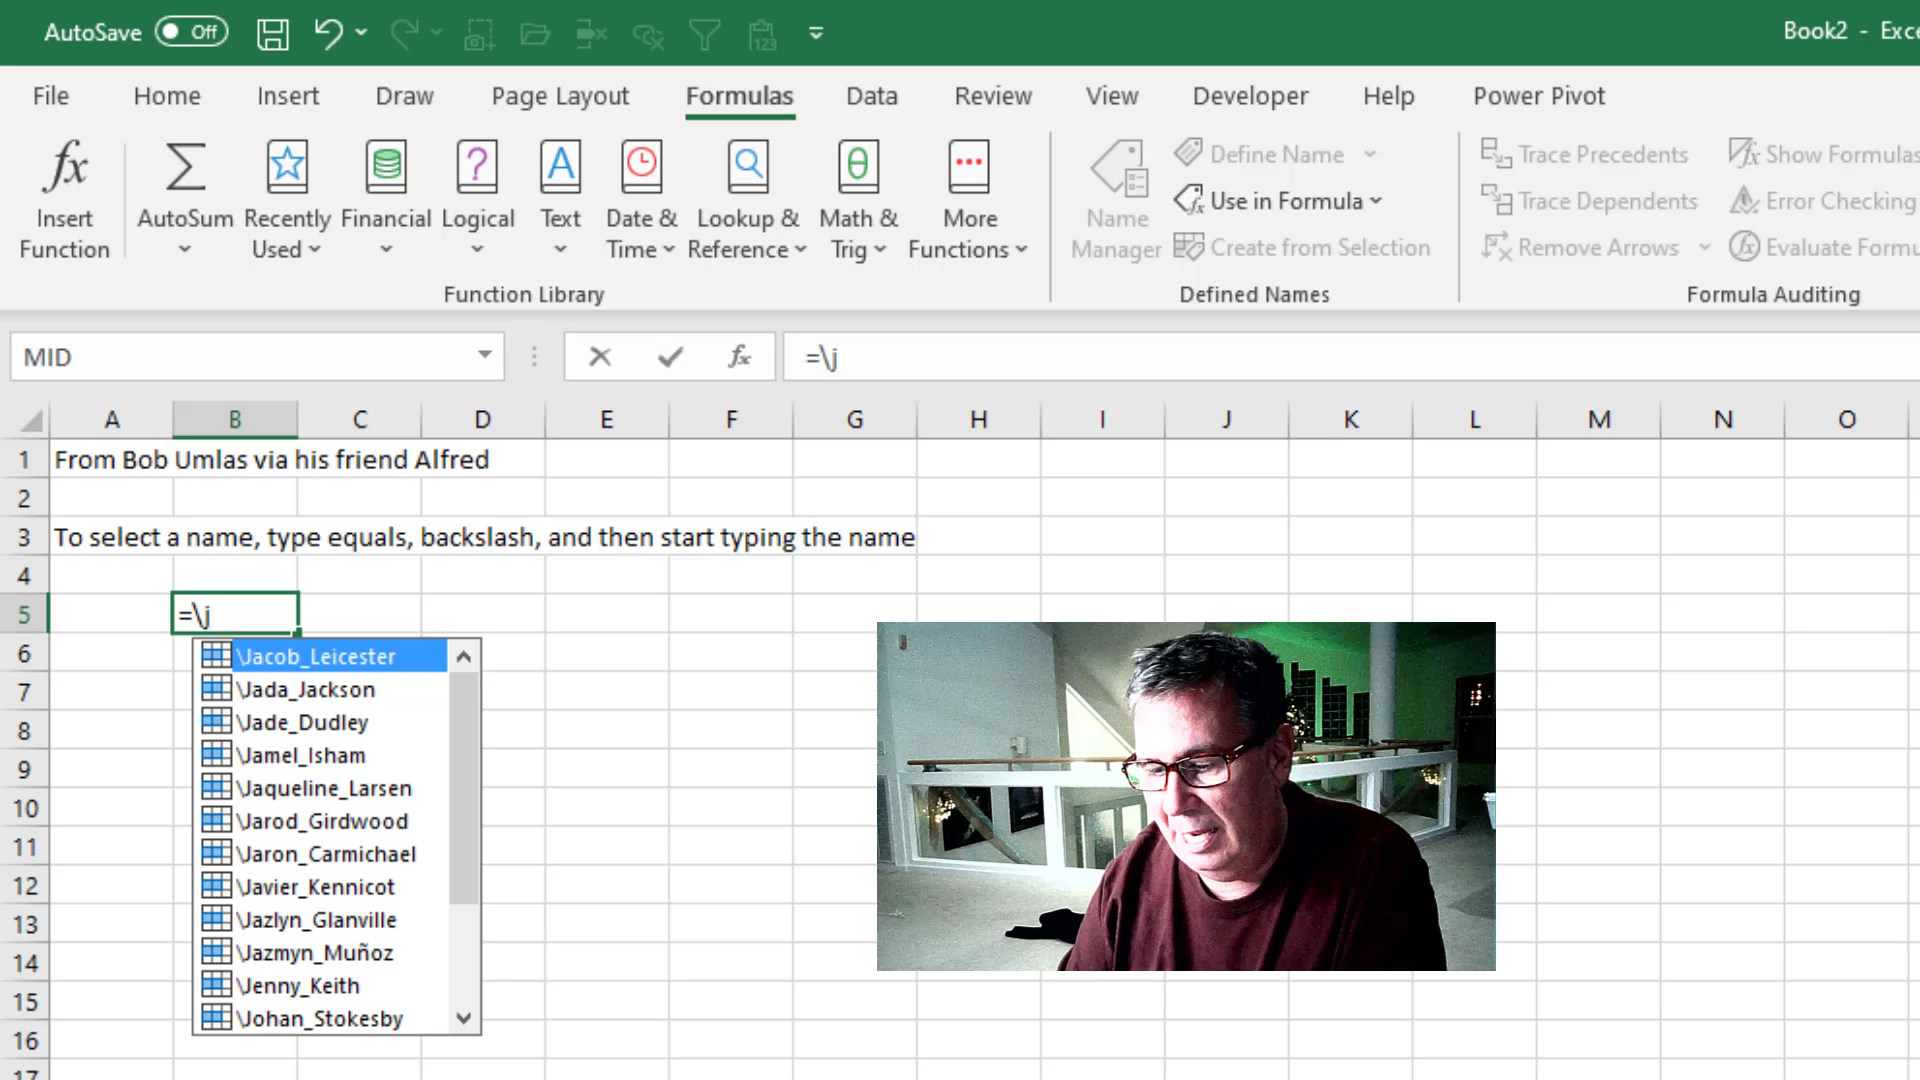 AutoSave Off Book2 - Exce
File Home Insert Draw Page Layout Formulas Data Review View Developer Help Power Pivot
fx Σ ? A θ
Insert Function
AutoSum
Recently Used
Financial
Logical
Text
Date & Time
Lookup & Reference
Math & Trig
More Functions
Function Library
Name Manager
Define Name
Use in Formula
Create from Selection
Defined Names
Trace Precedents
Trace Dependents
Remove Arrows
Show Formulas
Error Checking
Evaluate Formu
Formula Auditing
MID fx =\j
A B C D E F G H I J K L M N O
1 From Bob Umlas via his friend Alfred
2
3 To select a name, type equals, backslash, and then start typing the name
4
5 =\j
6 \Jacob_Leicester
7 \Jada_Jackson
8 \Jade_Dudley
9 \Jamel_Isham
\Jaqueline_Larsen
10 \Jarod_Girdwood
11 \Jaron_Carmichael
12 \Javier_Kennicot
13 \Jazlyn_Glanville
14 \Jazmyn_Muñoz
15 \Jenny_Keith
\Johan_Stokesby
16
17